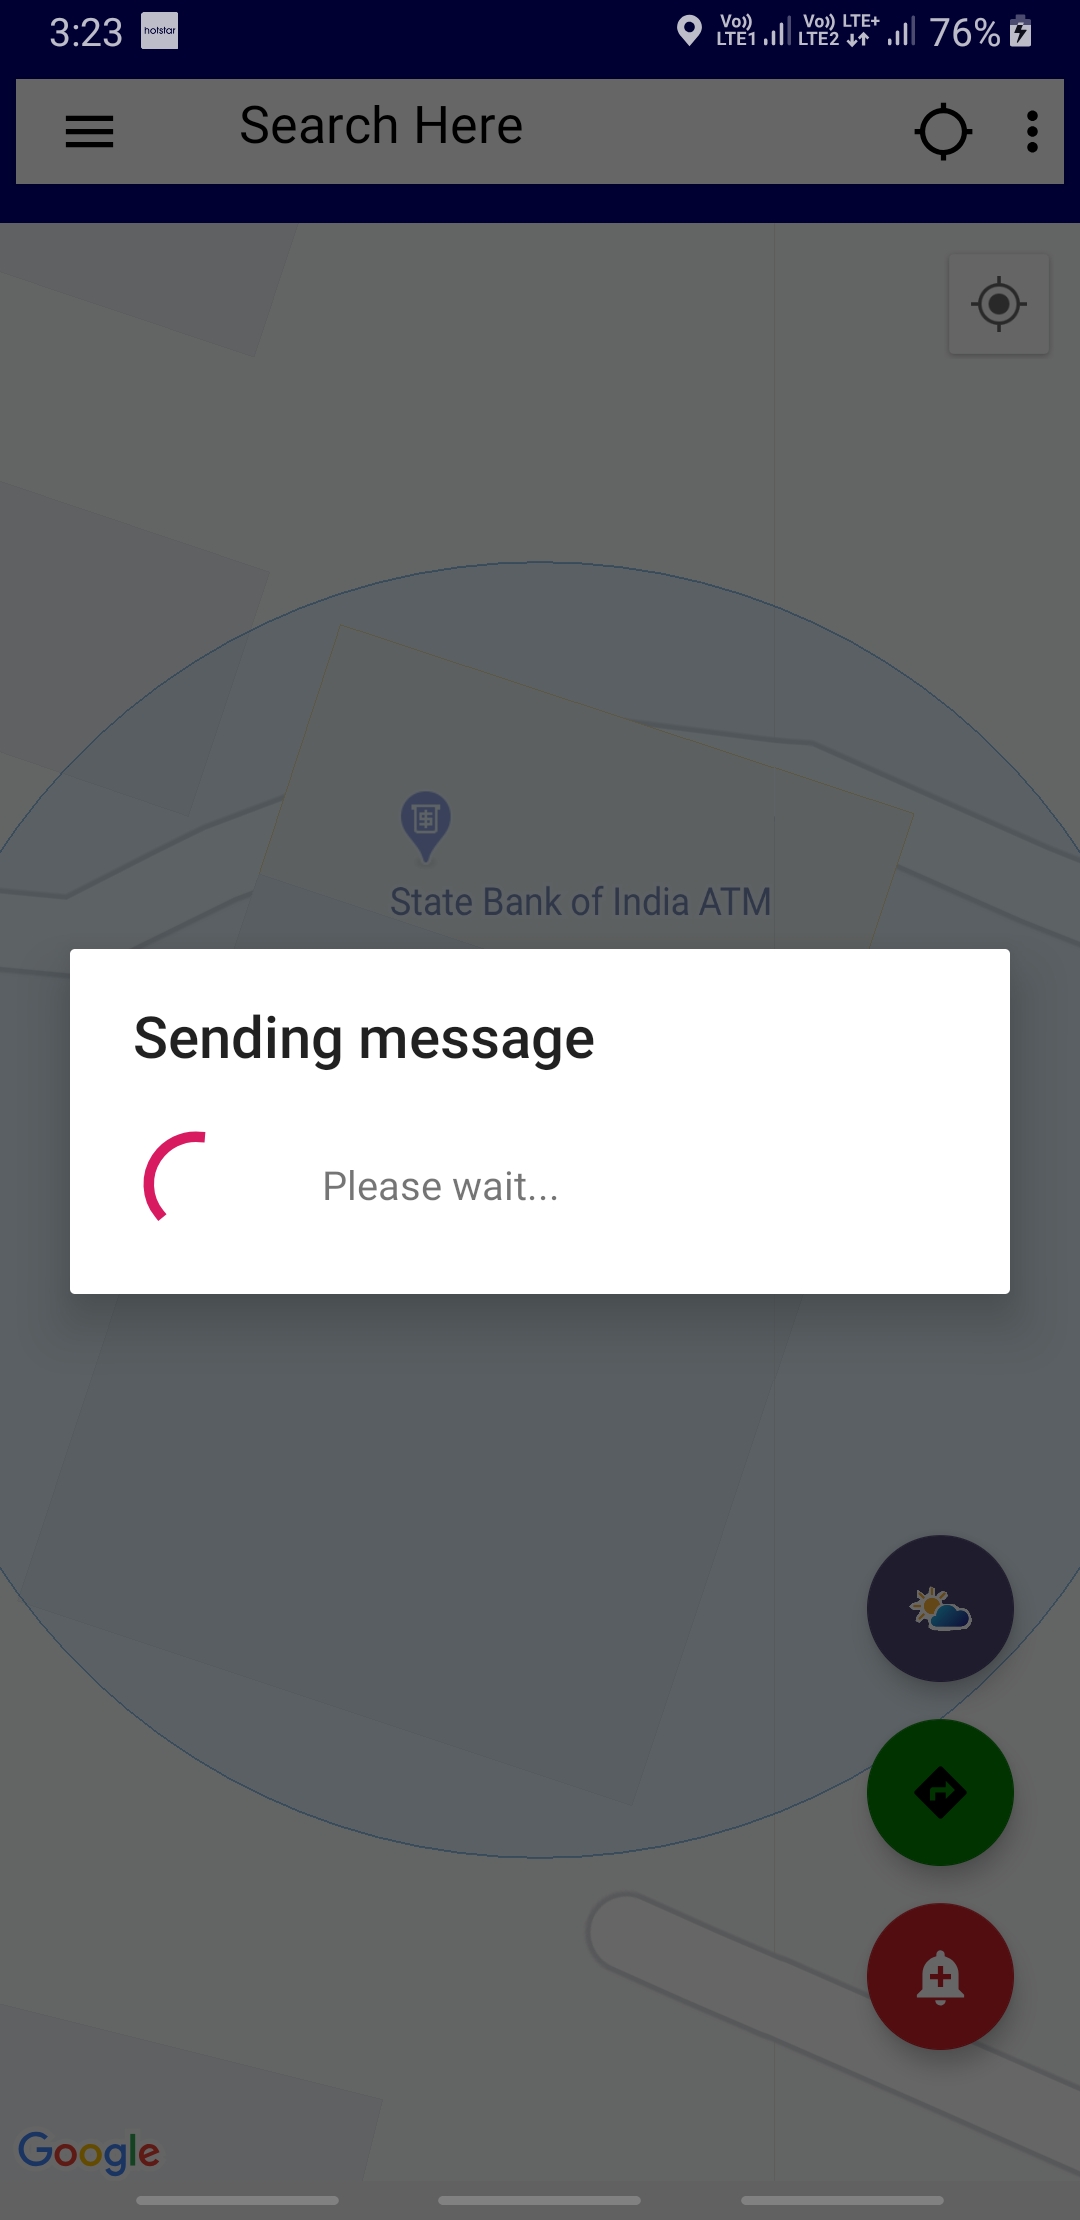 3:23 hotstar Vo)) LTE1 Vo)) LTE2 LTE+ 76%
Search Here
State Bank of India ATM
Sending message
Please wait...
Google